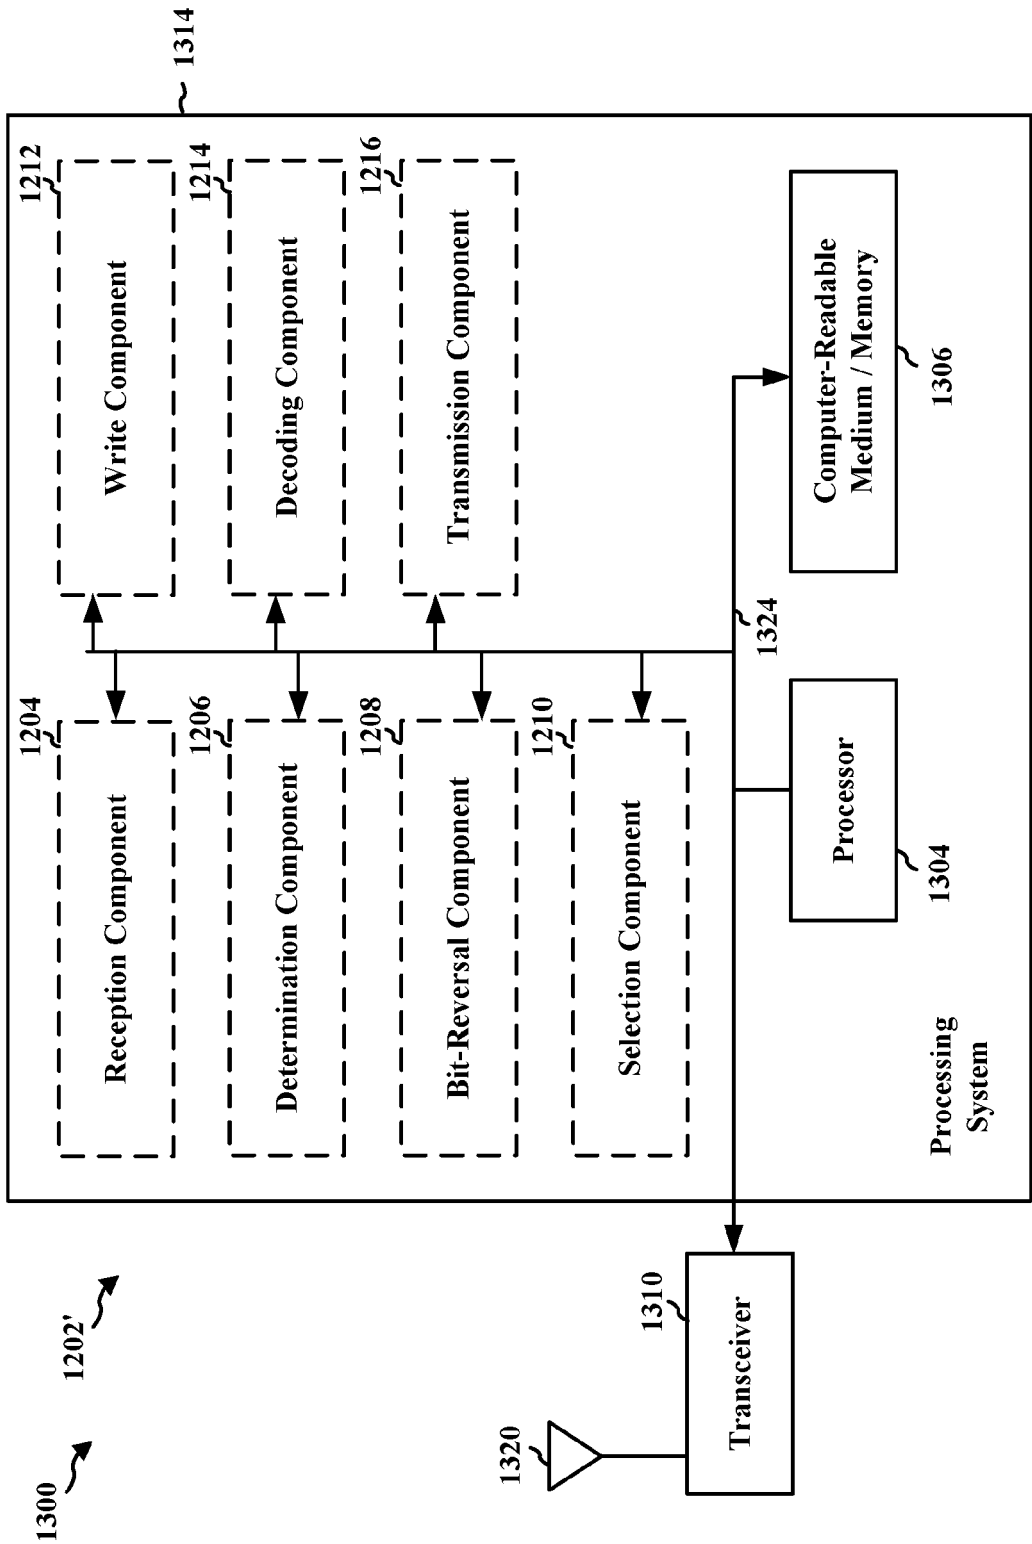 1300
1202'
1314
1204
Reception Component
1212
Write Component
1206
Determination Component
1214
Decoding Component
1208
Bit-Reversal Component
1216
Transmission Component
1210
Selection Component
1320
1310
Transceiver
1324
Processor
1304
Computer-Readable
Medium / Memory
1306
Processing
System